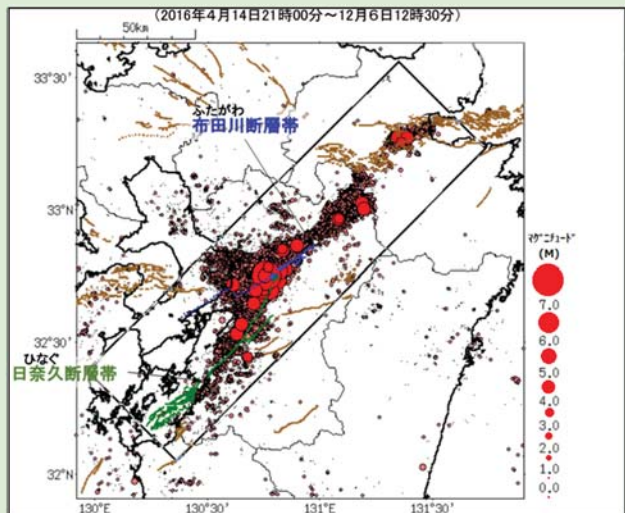 (2016年4月14日21時00分～12月6日12時30分)
50km
33°30′
ふたがわ
布田川断層帯
33°N
ﾏｸﾞﾆﾁｭｰﾄﾞ
(M)
7.0
6.0
32°30′
5.0
ひなぐ
4.0
日奈久断層帯
3.0
2.0
1.0
32°N
0.0
130°E
130°30′
131°E
131°30′